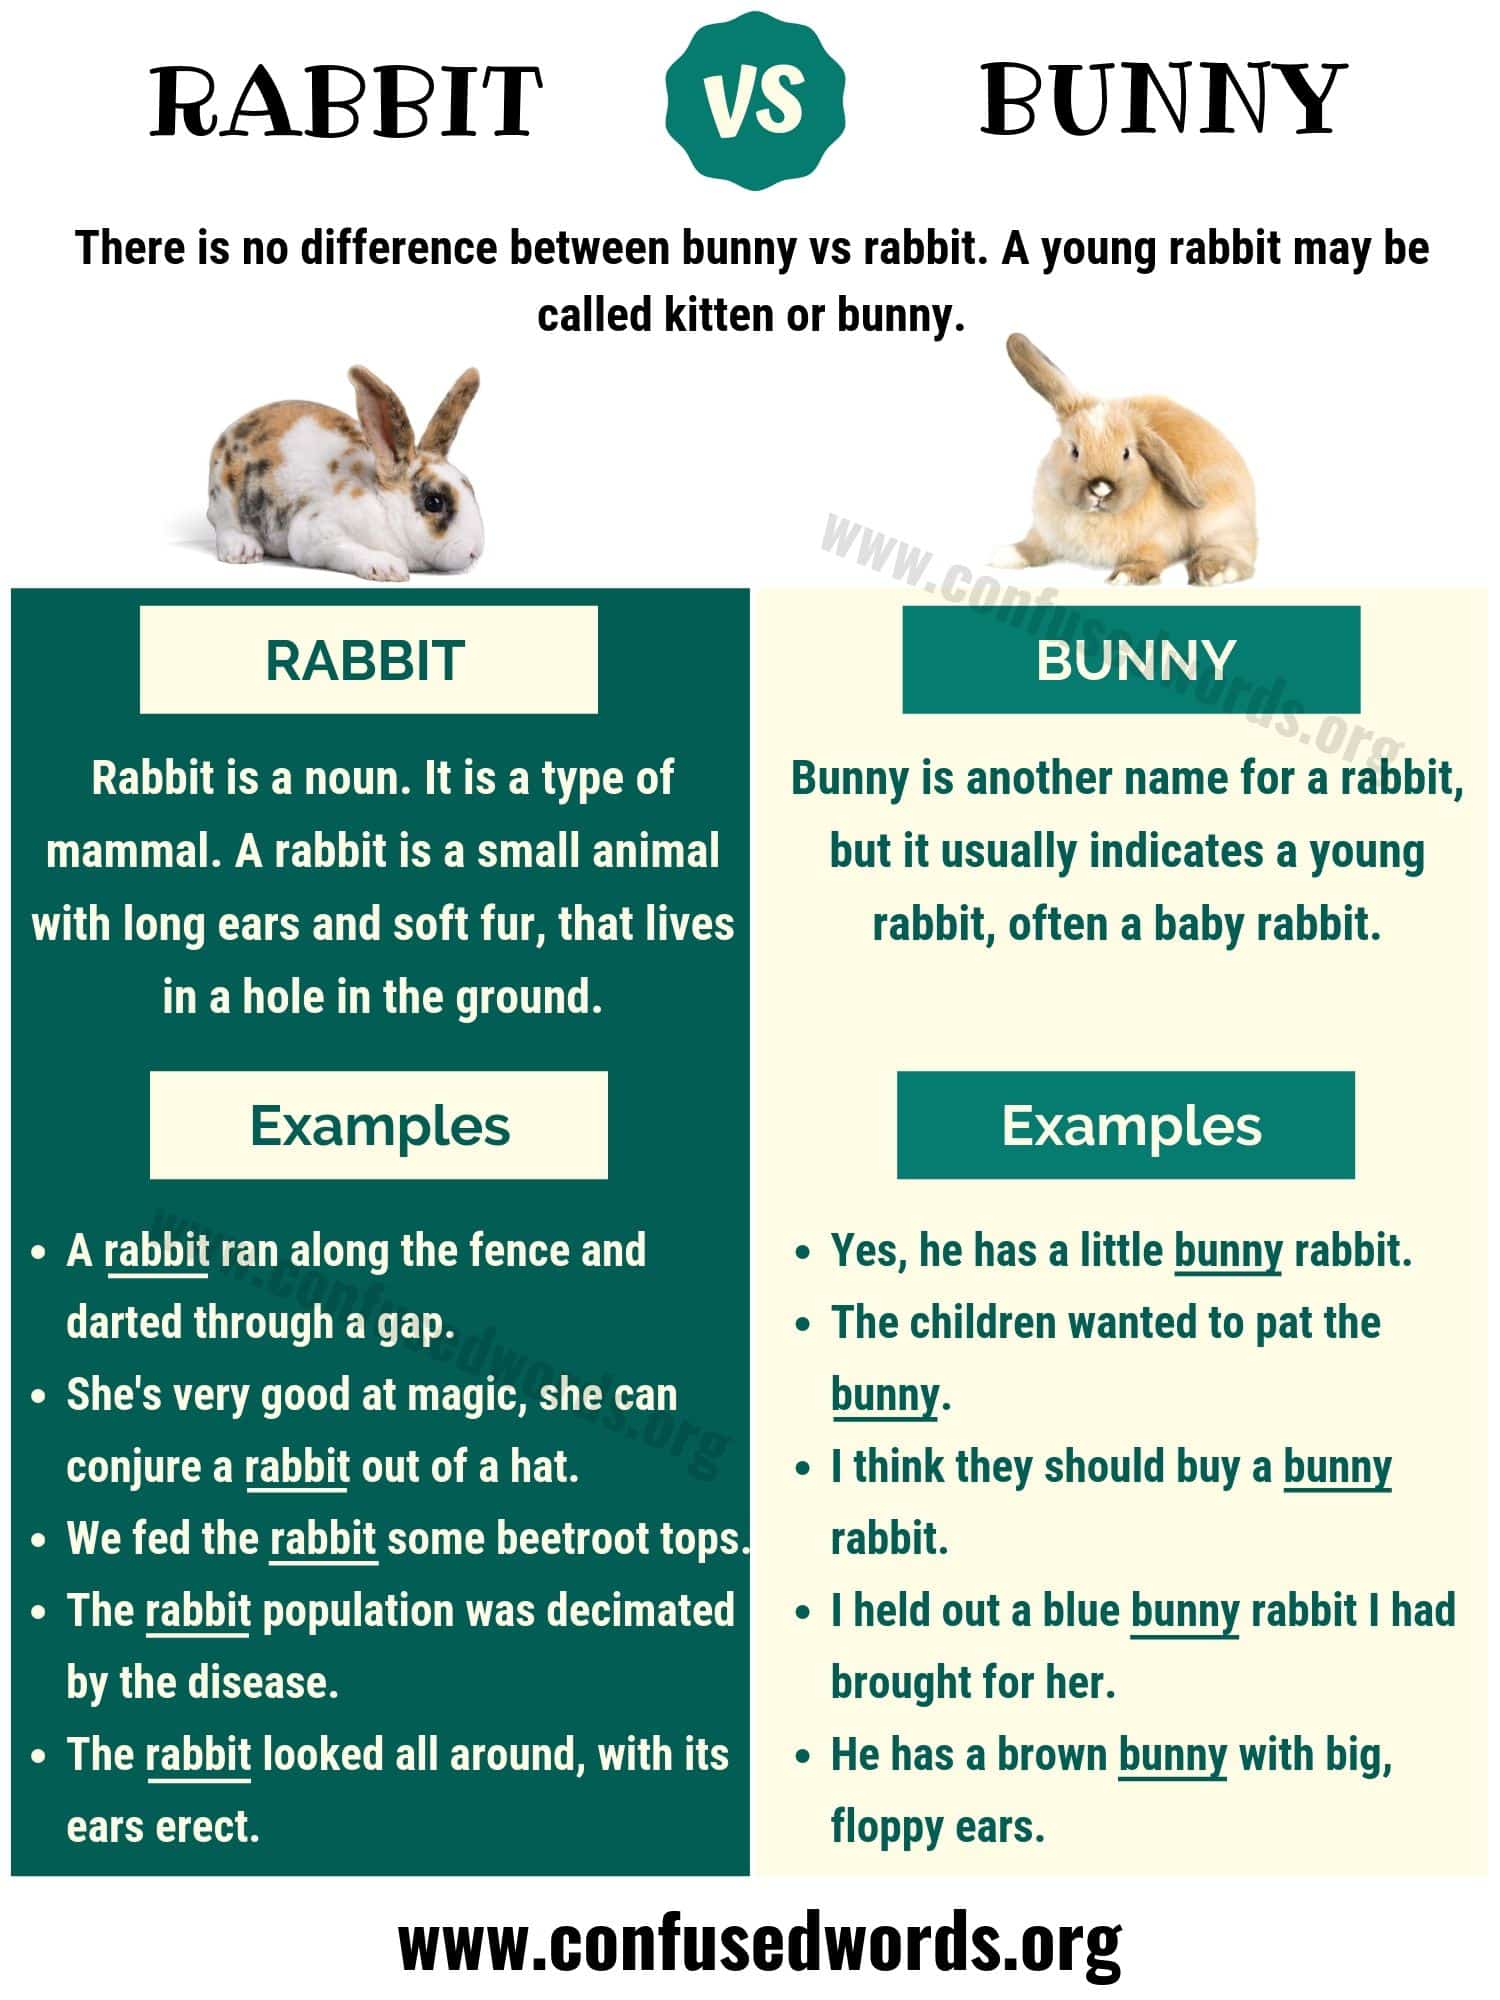 RABBIT VS BUNNY
There is no difference between bunny vs rabbit. A young rabbit may be
called kitten or bunny.
www.confusedwords.org
RABBIT
Rabbit is a noun. It is a type of
mammal. A rabbit is a small animal
with long ears and soft fur, that lives
in a hole in the ground.
Examples
• A rabbit ran along the fence and
darted through a gap.
• She's very good at magic, she can
conjure a rabbit out of a hat.
• We fed the rabbit some beetroot tops.
• The rabbit population was decimated
by the disease.
• The rabbit looked all around, with its
ears erect.
www.confusedwords.org
BUNNY
Bunny is another name for a rabbit,
but it usually indicates a young
rabbit, often a baby rabbit.
Examples
• Yes, he has a little bunny rabbit.
• The children wanted to pat the
bunny.
• I think they should buy a bunny
rabbit.
• I held out a blue bunny rabbit I had
brought for her.
• He has a brown bunny with big,
floppy ears.
www.confusedwords.org